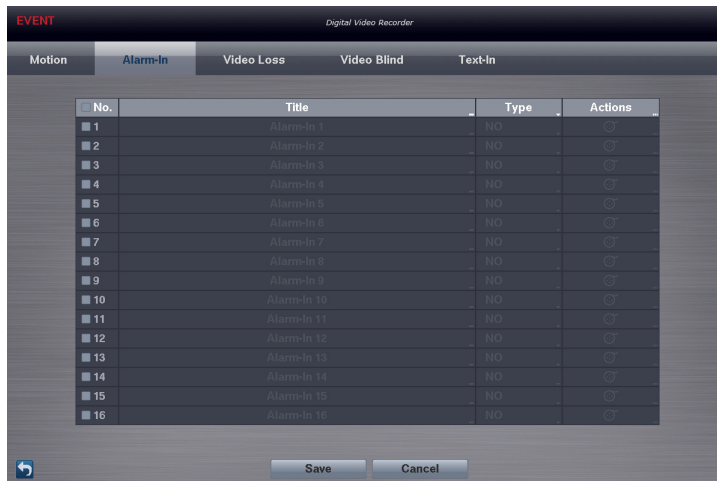 EVENT
Digital Video Recorder
Motion Alarm-In Video Loss Video Blind Text-In
No. Title Type Actions
1 Alarm-In 1 NO
2 Alarm-In 2 NO
3 Alarm-In 3 NO
4 Alarm-In 4 NO
5 Alarm-In 5 NO
6 Alarm-In 6 NO
7 Alarm-In 7 NO
8 Alarm-In 8 NO
9 Alarm-In 9 NO
10 Alarm-In 10 NO
11 Alarm-In 11 NO
12 Alarm-In 12 NO
13 Alarm-In 13 NO
14 Alarm-In 14 NO
15 Alarm-In 15 NO
16 Alarm-In 16 NO
Save Cancel